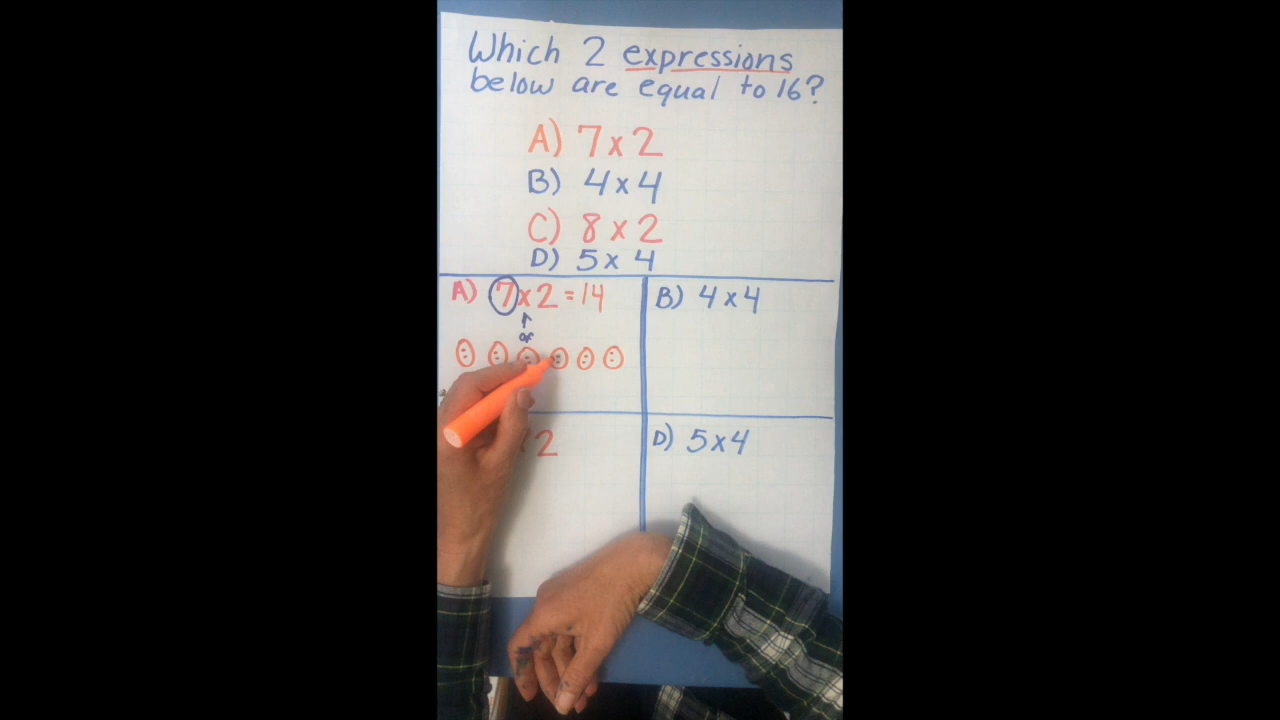 Which 2 expressions
below are equal to 16?
A) 7 x 2
B) 4 x 4
C) 8 x 2
D) 5 x 4
A) 7 x 2 = 14
of
B) 4 x 4
x 2
D) 5 x 4